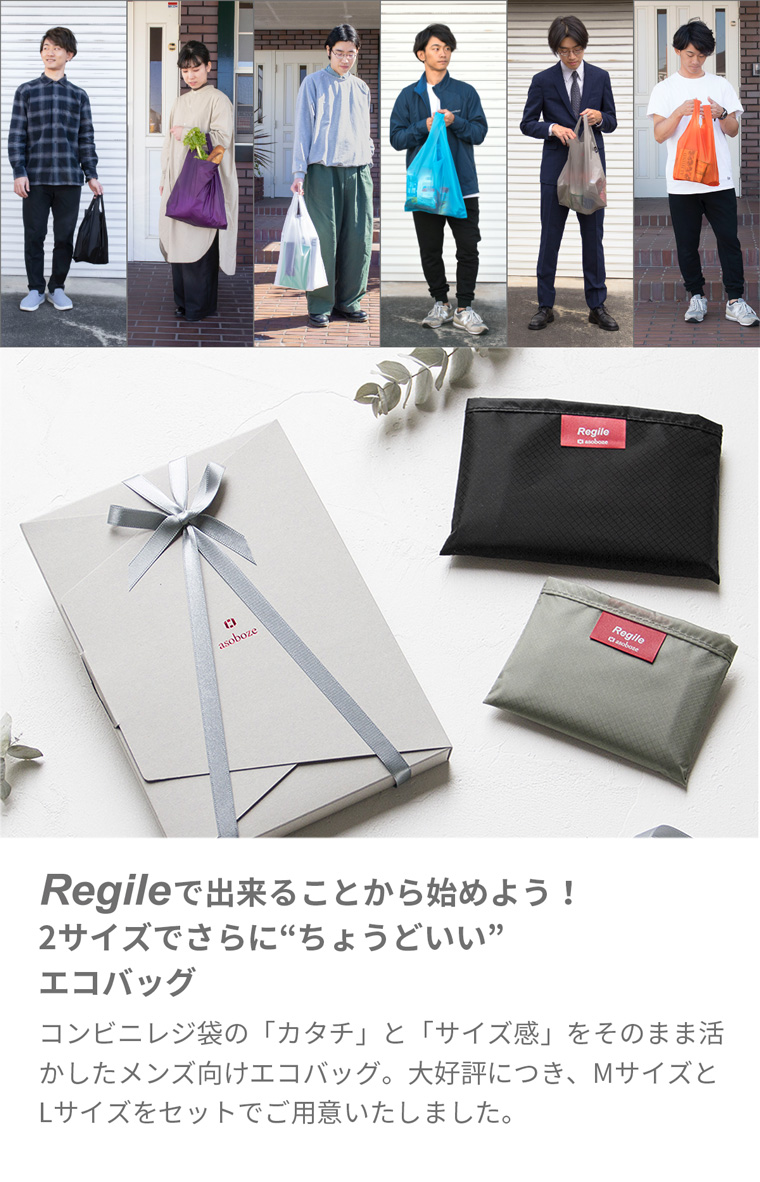 Regile
asoboze
Regile
asoboze
asoboze
Regileで出来ることから始めよう！
2サイズでさらに“ちょうどいい”
エコバッグ
コンビニレジ袋の「カタチ」と「サイズ感」をそのまま活
かしたメンズ向けエコバッグ。大好評につき、Mサイズと
Lサイズをセットでご用意いたしました。